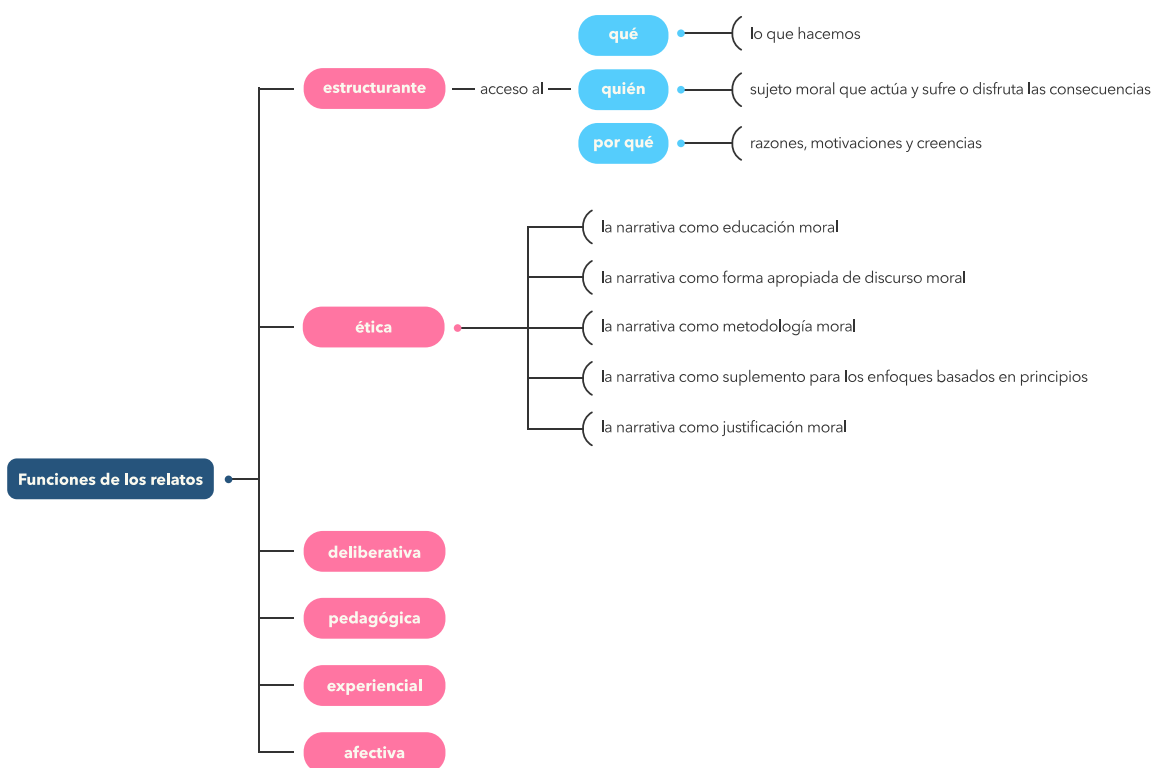 Funciones de los relatos
estructurante
acceso al
qué
lo que hacemos
quién
sujeto moral que actúa y sufre o disfruta las consecuencias
por qué
razones, motivaciones y creencias
ética
la narrativa como educación moral
la narrativa como forma apropiada de discurso moral
la narrativa como metodología moral
la narrativa como suplemento para los enfoques basados en principios
la narrativa como justificación moral
deliberativa
pedagógica
experiencial
afectiva